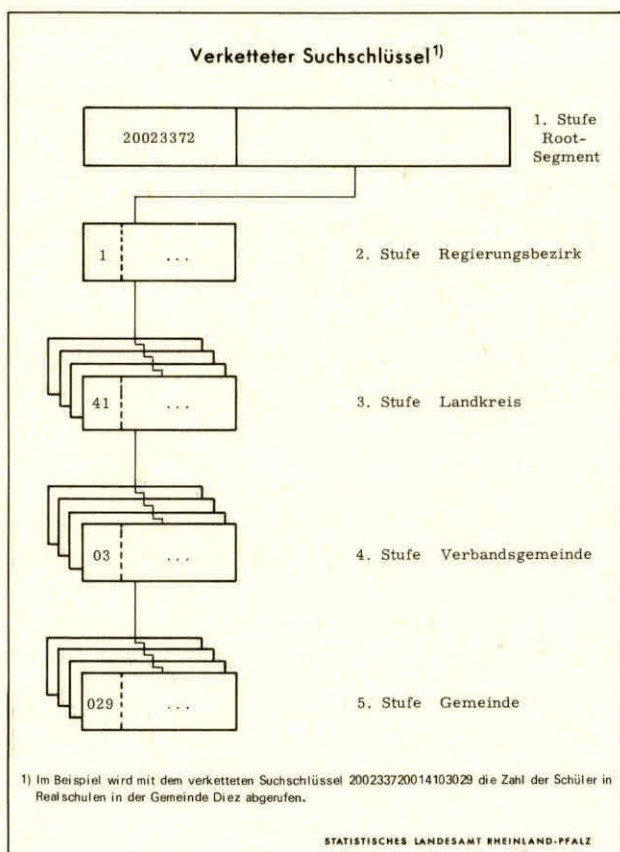 Verketteter Suchschlüssel1)
20023372
1. Stufe
Root-
Segment
1 ...
2. Stufe Regierungsbezirk
41 ...
3. Stufe Landkreis
03 ...
4. Stufe Verbandsgemeinde
029 ...
5. Stufe Gemeinde
1) Im Beispiel wird mit dem verketteten Suchschlüssel 200233720014103029 die Zahl der Schüler in
Realschulen in der Gemeinde Diez abgerufen.
STATISTISCHES LANDESAMT RHEINLAND-PFALZ